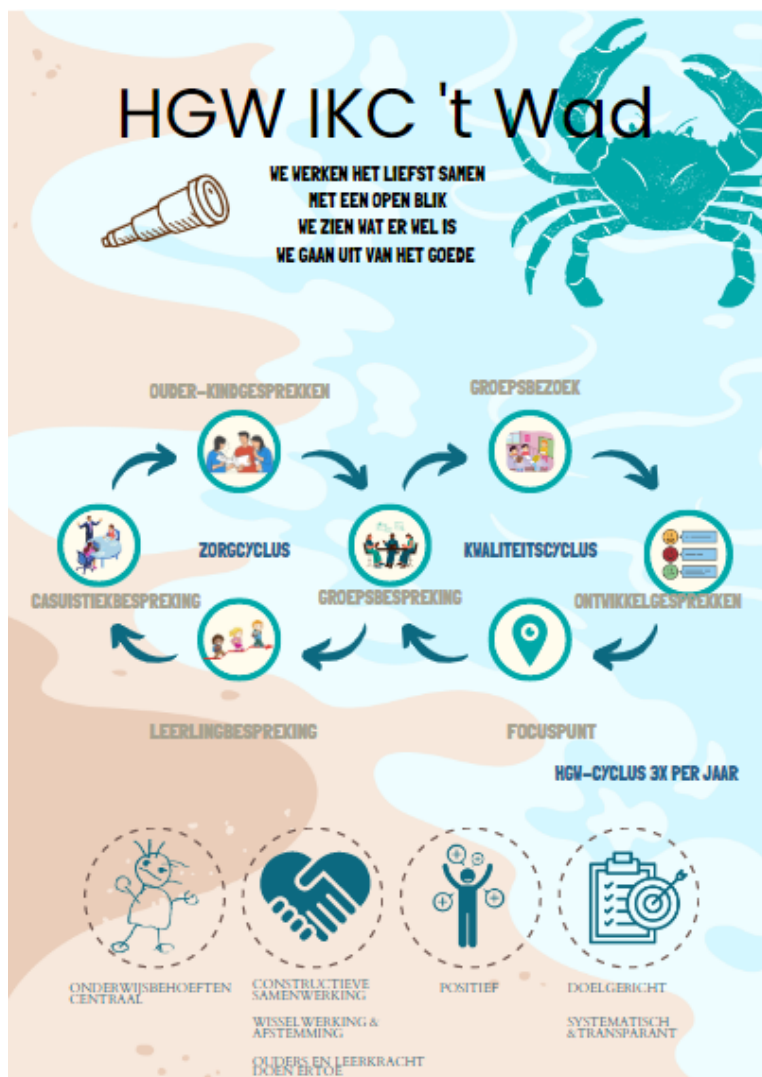 HGW IKC 't Wad
WE WERKEN HET LIEFST SAMEN
MET EEN OPEN BLIK
WE ZIEN WAT ER WEL IS
WE GAAN UIT VAN HET GOEDE
OUDER-KINDGESPREKKEN
GROEPSBEZOEK
ZORGCYCLUS
KWALITEITSCYCLUS
CASUISTIEKBESPREKING
GROEPSBESPREKING
ONTWIKKELGESPREKKEN
LEERLINGBESPREKING
FOCUSPUNT
HGW-CYCLUS 3X PER JAAR
ONDERWIJSBEHOEFTEN
CENTRAAL
CONSTRUCTIEVE
SAMENWERKING
WISSELWERKING &
AFSTEMMING
OUDERS EN LEERKRACHT
DOEN ERTOE
POSITIEF
DOELGERICHT
SYSTEMATISCH
& TRANSPARANT